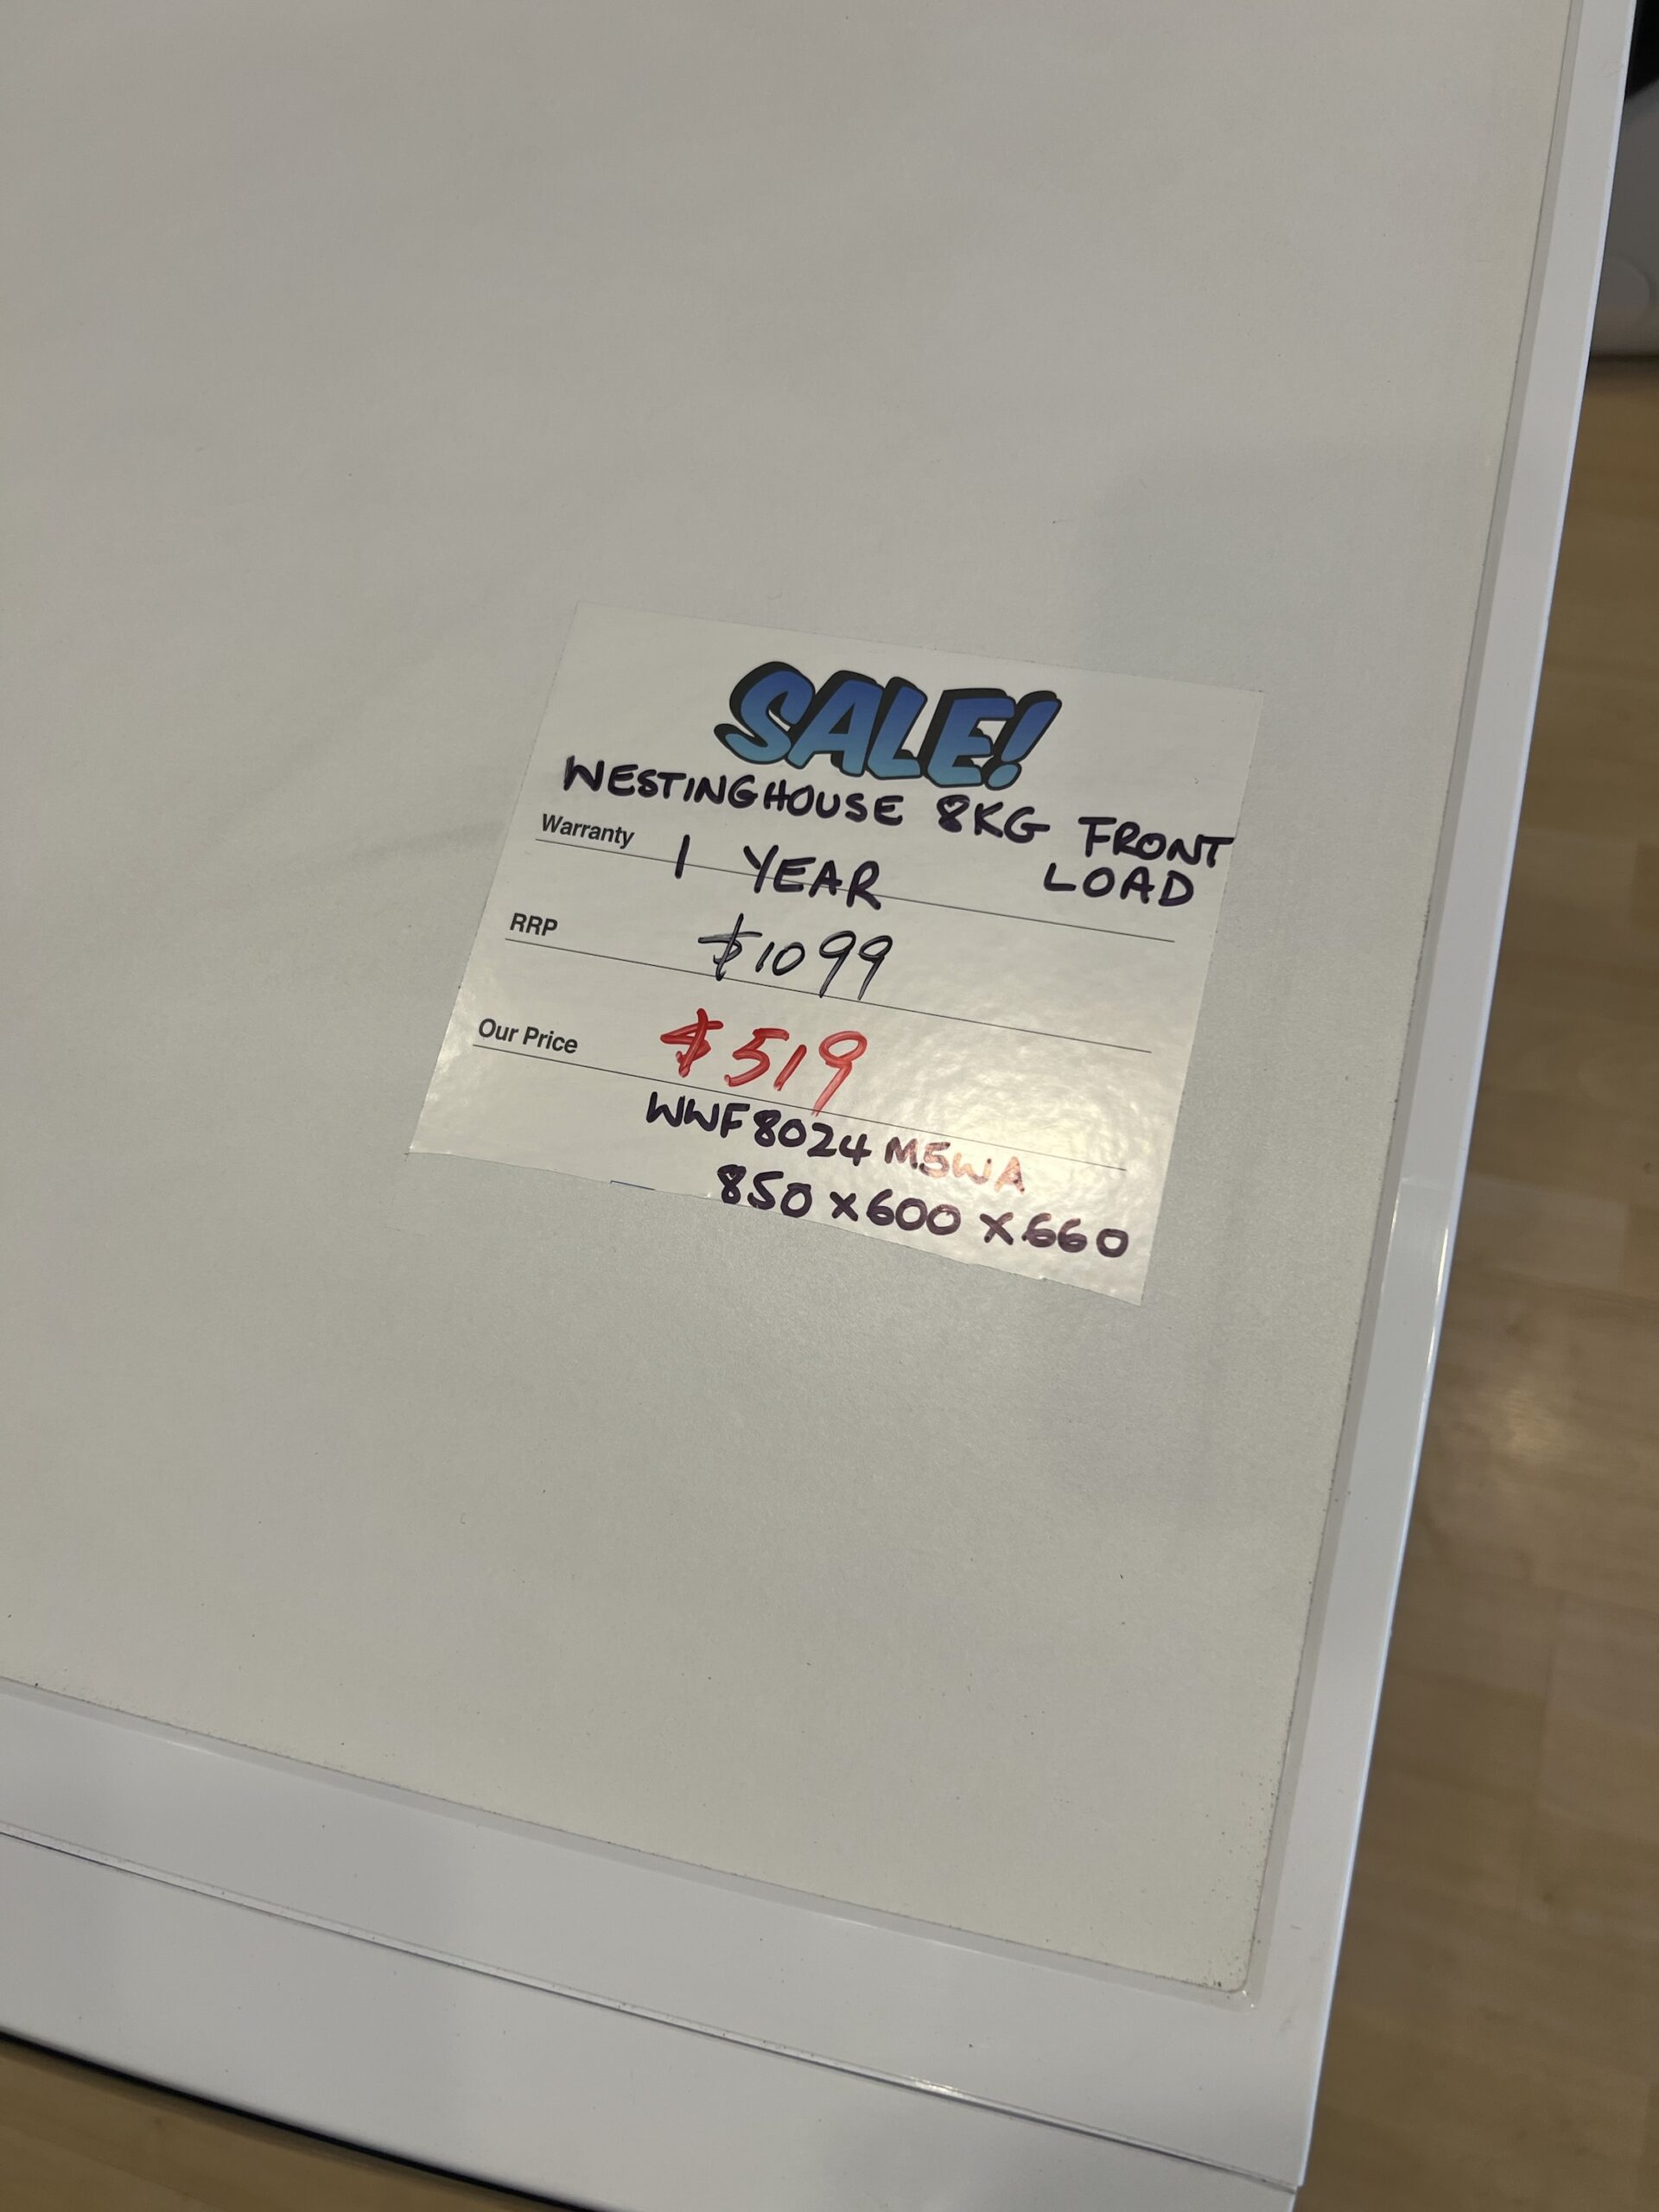 SALE!
WESTINGHOUSE 8KG FRONT
LOAD
Warranty 1 YEAR
RRP $1099
Our Price $519
WWF8024M5WA
850 x 600 x 660